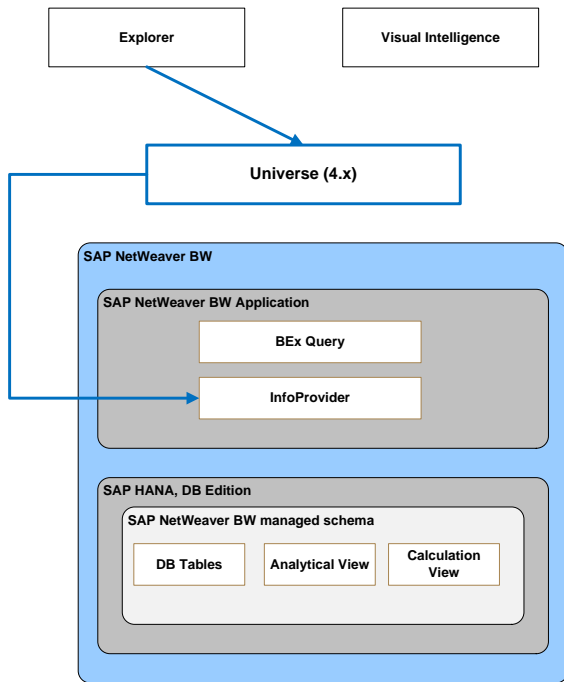 Explorer
Visual Intelligence
Universe (4.x)
SAP NetWeaver BW
SAP NetWeaver BW Application
BEx Query
InfoProvider
SAP HANA, DB Edition
SAP NetWeaver BW managed schema
DB Tables
Analytical View
Calculation
View